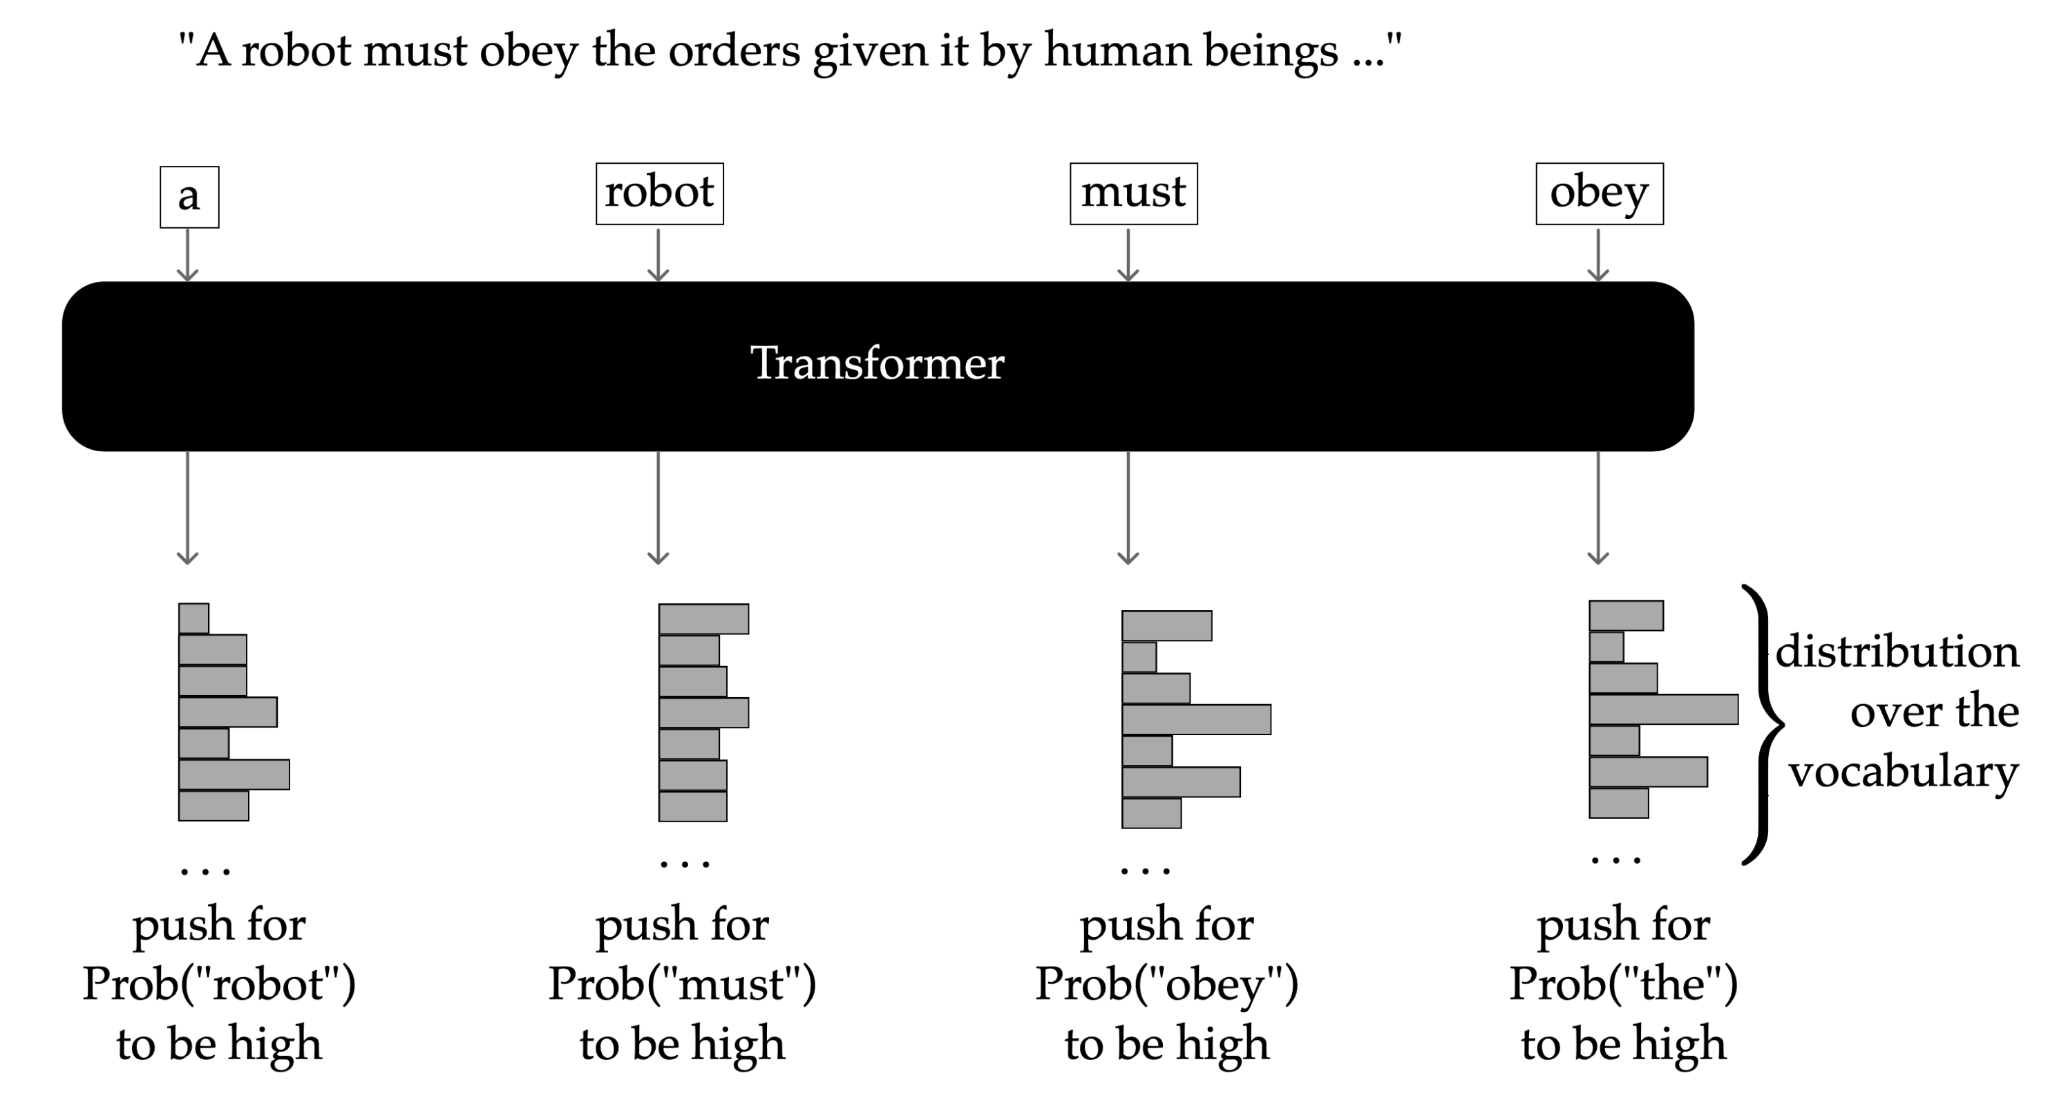 "A robot must obey the orders given it by human beings ..."
a
robot
must
obey
Transformer
distribution
over the
vocabulary
...
...
...
...
push for
Prob("robot")
to be high
push for
Prob("must")
to be high
push for
Prob("obey")
to be high
push for
Prob("the")
to be high